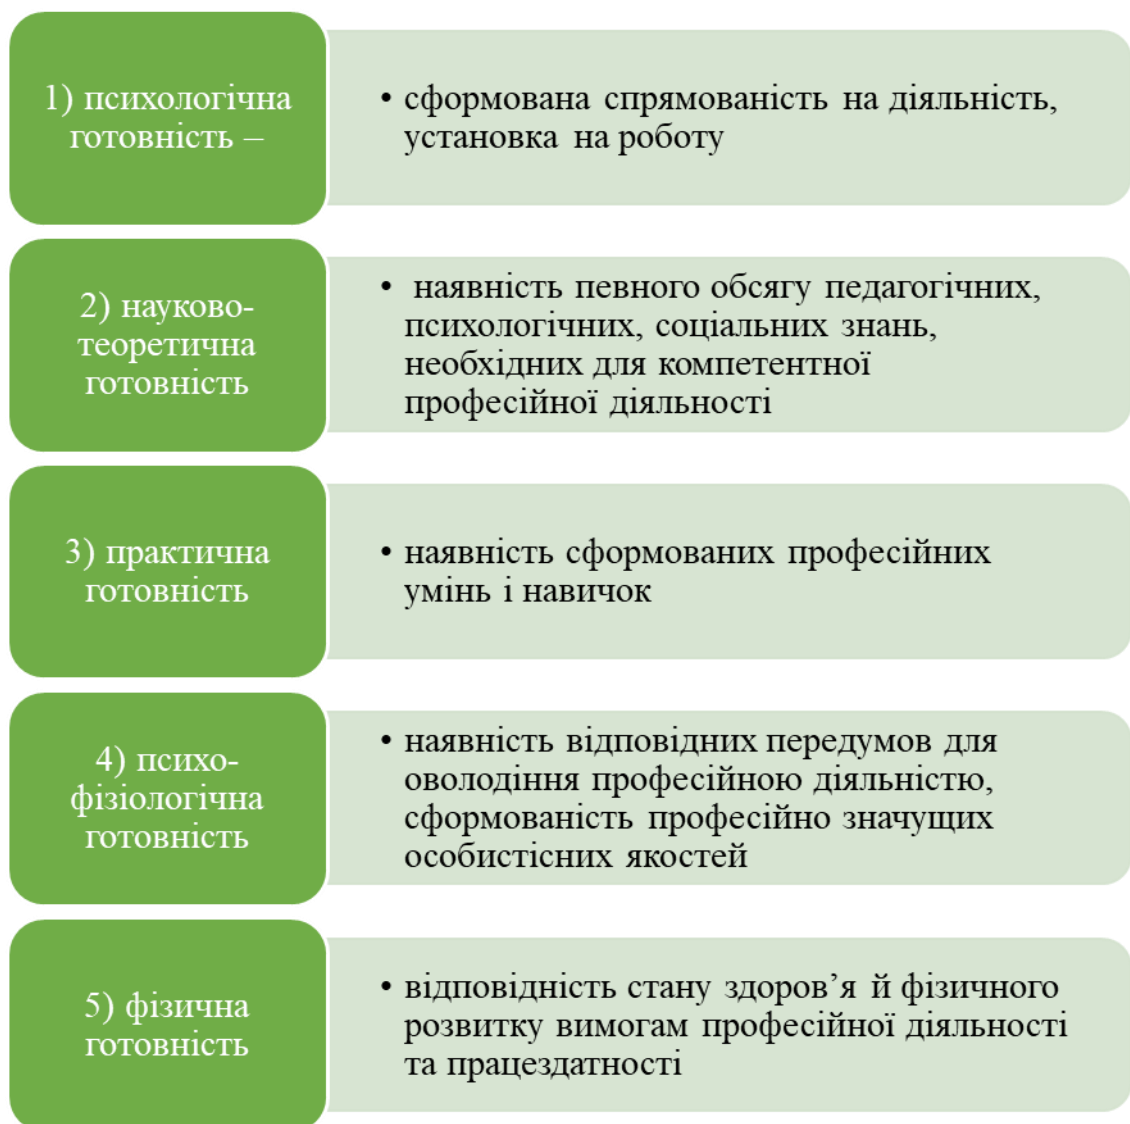 1) психологічна
готовність –
• сформована спрямованість на діяльність,
установка на роботу
2) науково-
теоретична
готовність
• наявність певного обсягу педагогічних,
психологічних, соціальних знань,
необхідних для компетентної
професійної діяльності
3) практична
готовність
• наявність сформованих професійних
умінь і навичок
4) психо-
фізіологічна
готовність
• наявність відповідних передумов для
оволодіння професійною діяльністю,
сформованість професійно значущих
особистісних якостей
5) фізична
готовність
• відповідність стану здоров’я й фізичного
розвитку вимогам професійної діяльності
та працездатності